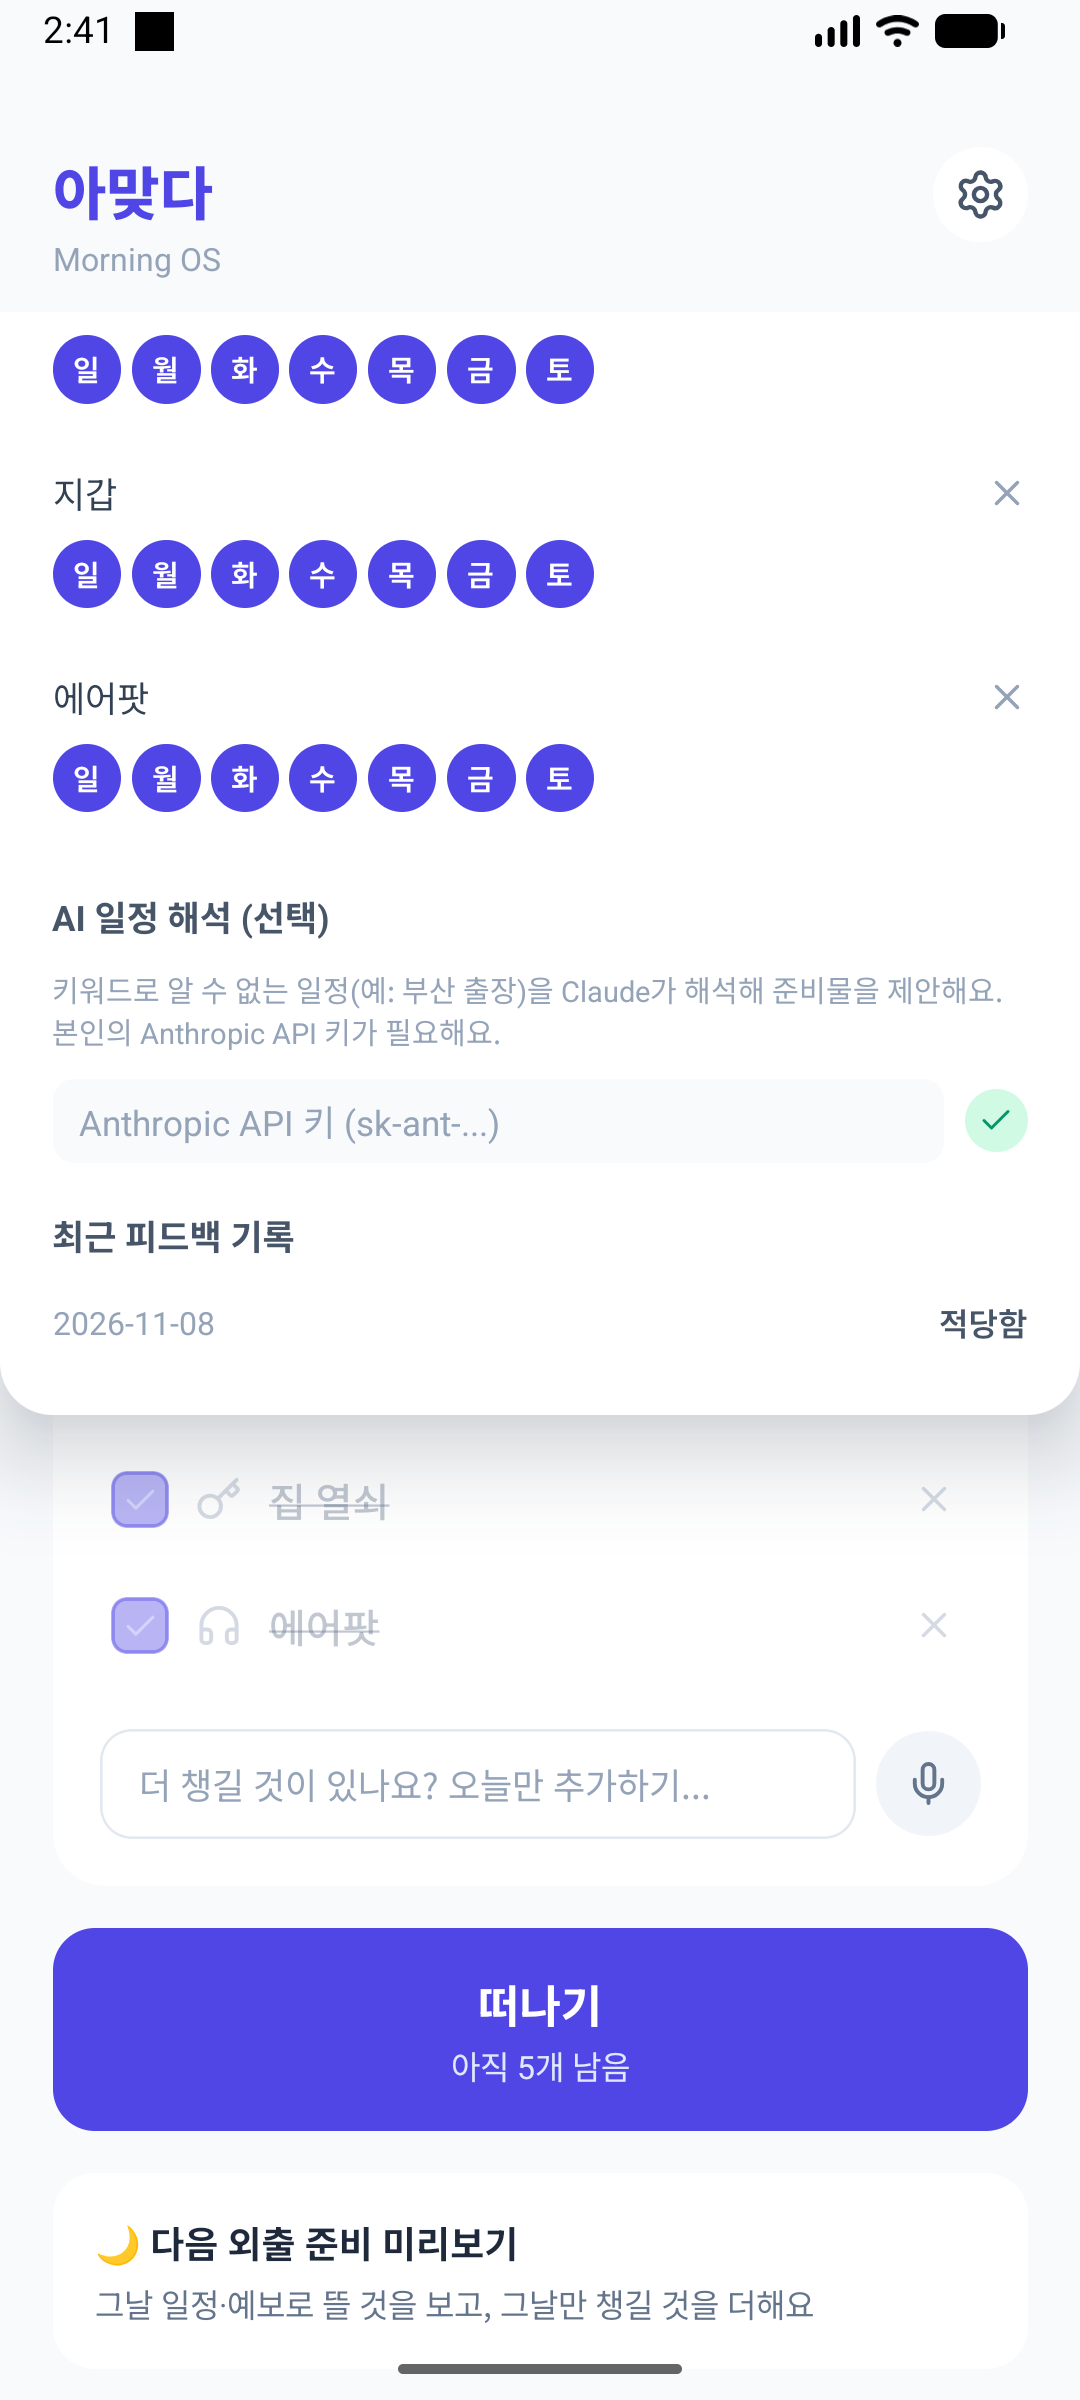 2:41
아맞다
Morning OS
일 월 화 수 목 금 토
지갑
일 월 화 수 목 금 토
에어팟
일 월 화 수 목 금 토
AI 일정 해석 (선택)
키워드로 알 수 없는 일정(예: 부산 출장)을 Claude가 해석해 준비물을 제안해요.
본인의 Anthropic API 키가 필요해요.
Anthropic API 키 (sk-ant-...)
최근 피드백 기록
2026-11-08 적당함
집 열쇠
에어팟
더 챙길 것이 있나요? 오늘만 추가하기...
떠나기
아직 5개 남음
🌙 다음 외출 준비 미리보기
그날 일정·예보로 뜰 것을 보고, 그날만 챙길 것을 더해요